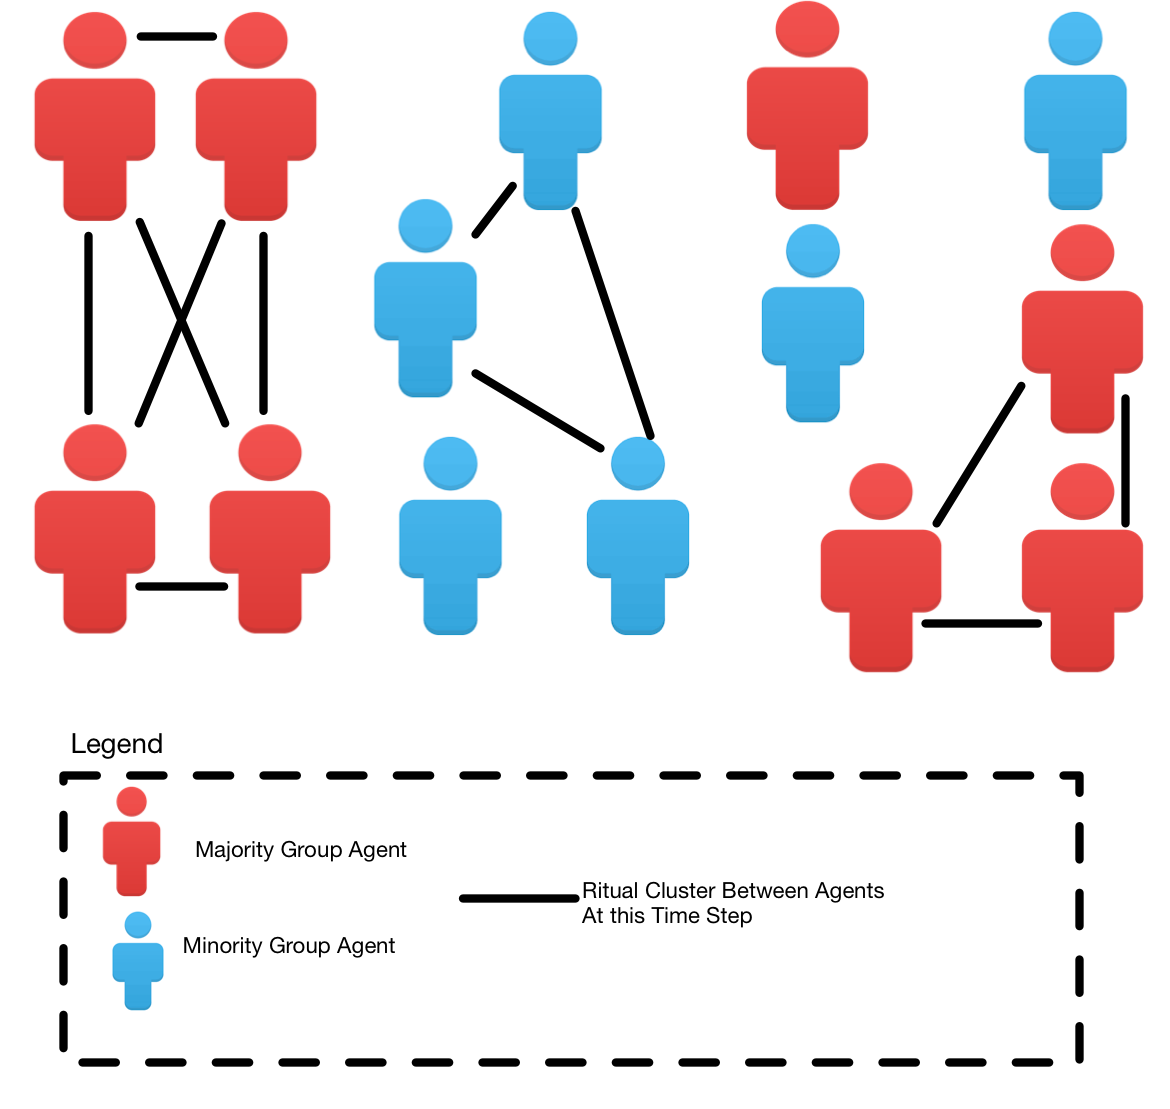 Legend
Majority Group Agent
Ritual Cluster Between Agents
At this Time Step
Minority Group Agent